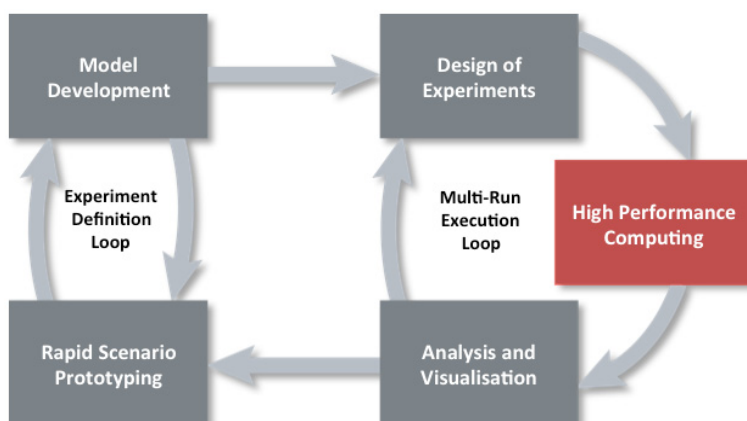 Model
Development
Design of
Experiments
Experiment
Definition
Loop
Multi-Run
Execution
Loop
High Performance
Computing
Rapid Scenario
Prototyping
Analysis and
Visualisation